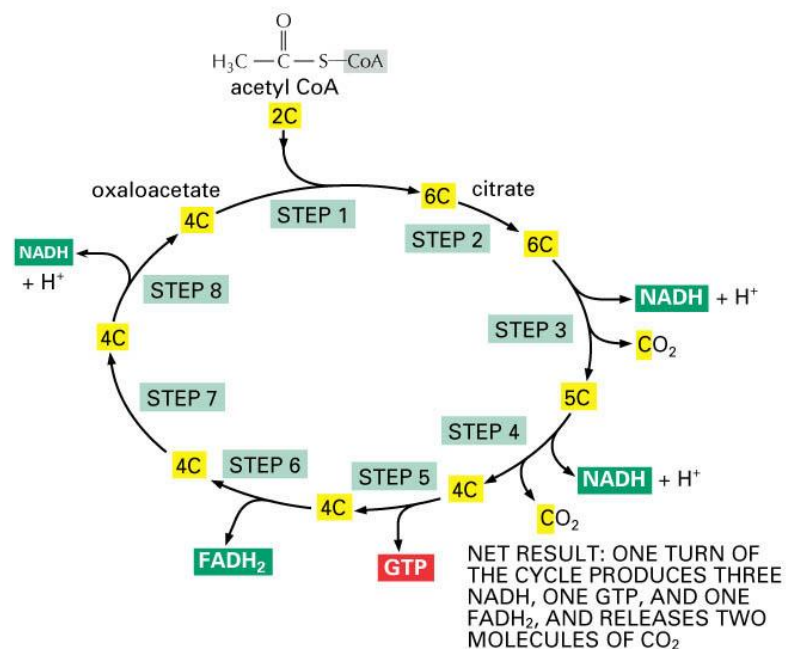 O
H₃C — C — S — CoA
acetyl CoA
2C
oxaloacetate
4C
STEP 1
6C
citrate
STEP 2
6C
NADH
+ H⁺
STEP 8
NADH + H⁺
STEP 3
CO₂
4C
5C
STEP 7
STEP 4
4C
STEP 6
STEP 5
4C
NADH + H⁺
4C
CO₂
FADH₂
GTP
NET RESULT: ONE TURN OF
THE CYCLE PRODUCES THREE
NADH, ONE GTP, AND ONE
FADH₂, AND RELEASES TWO
MOLECULES OF CO₂